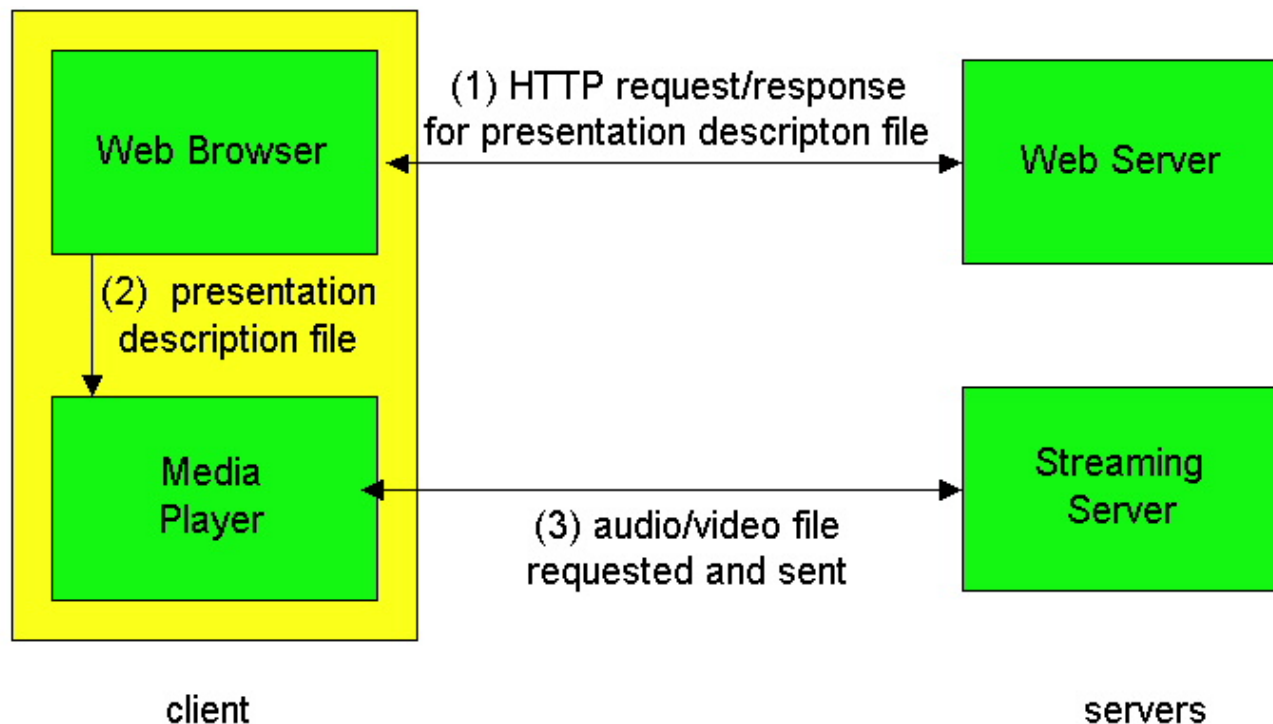 (1) HTTP request/response
for presentation descripton file
Web Browser
Web Server
(2) presentation
description file
Media
Player
Streaming
Server
(3) audio/video file
requested and sent
client
servers